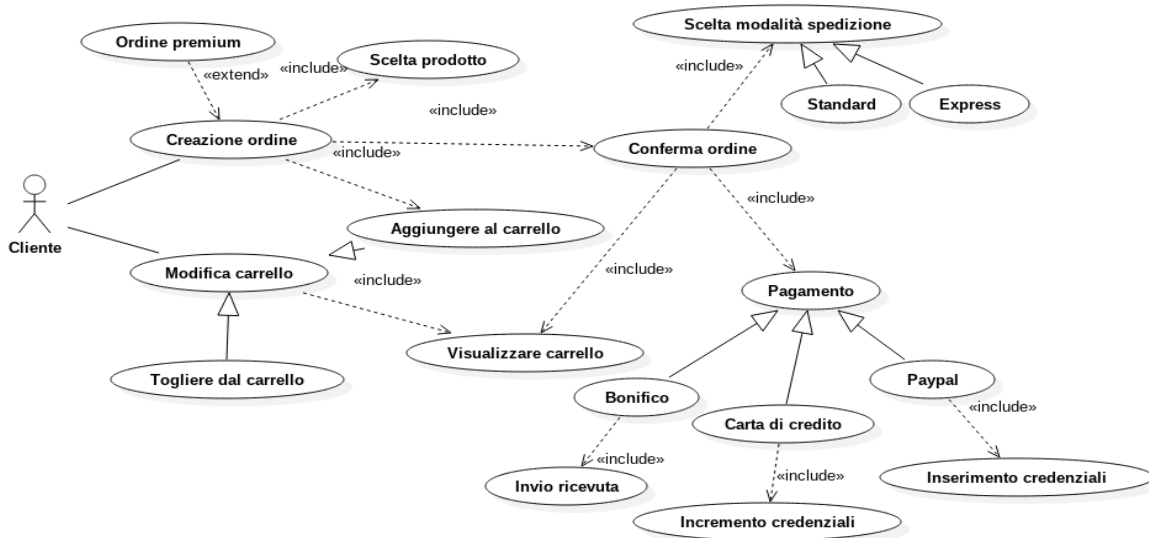 Scelta modalità spedizione
Ordine premium
Scelta prodotto
«extend»
«include»
«include»
Standard
Express
«include»
Creazione ordine
«include»
Conferma ordine
«include»
Cliente
Aggiungere al carrello
Modifica carrello
«include»
«include»
Pagamento
Visualizzare carrello
Togliere dal carrello
Bonifico
Paypal
«include»
Carta di credito
«include»
«include»
Invio ricevuta
Inserimento credenziali
Incremento credenziali